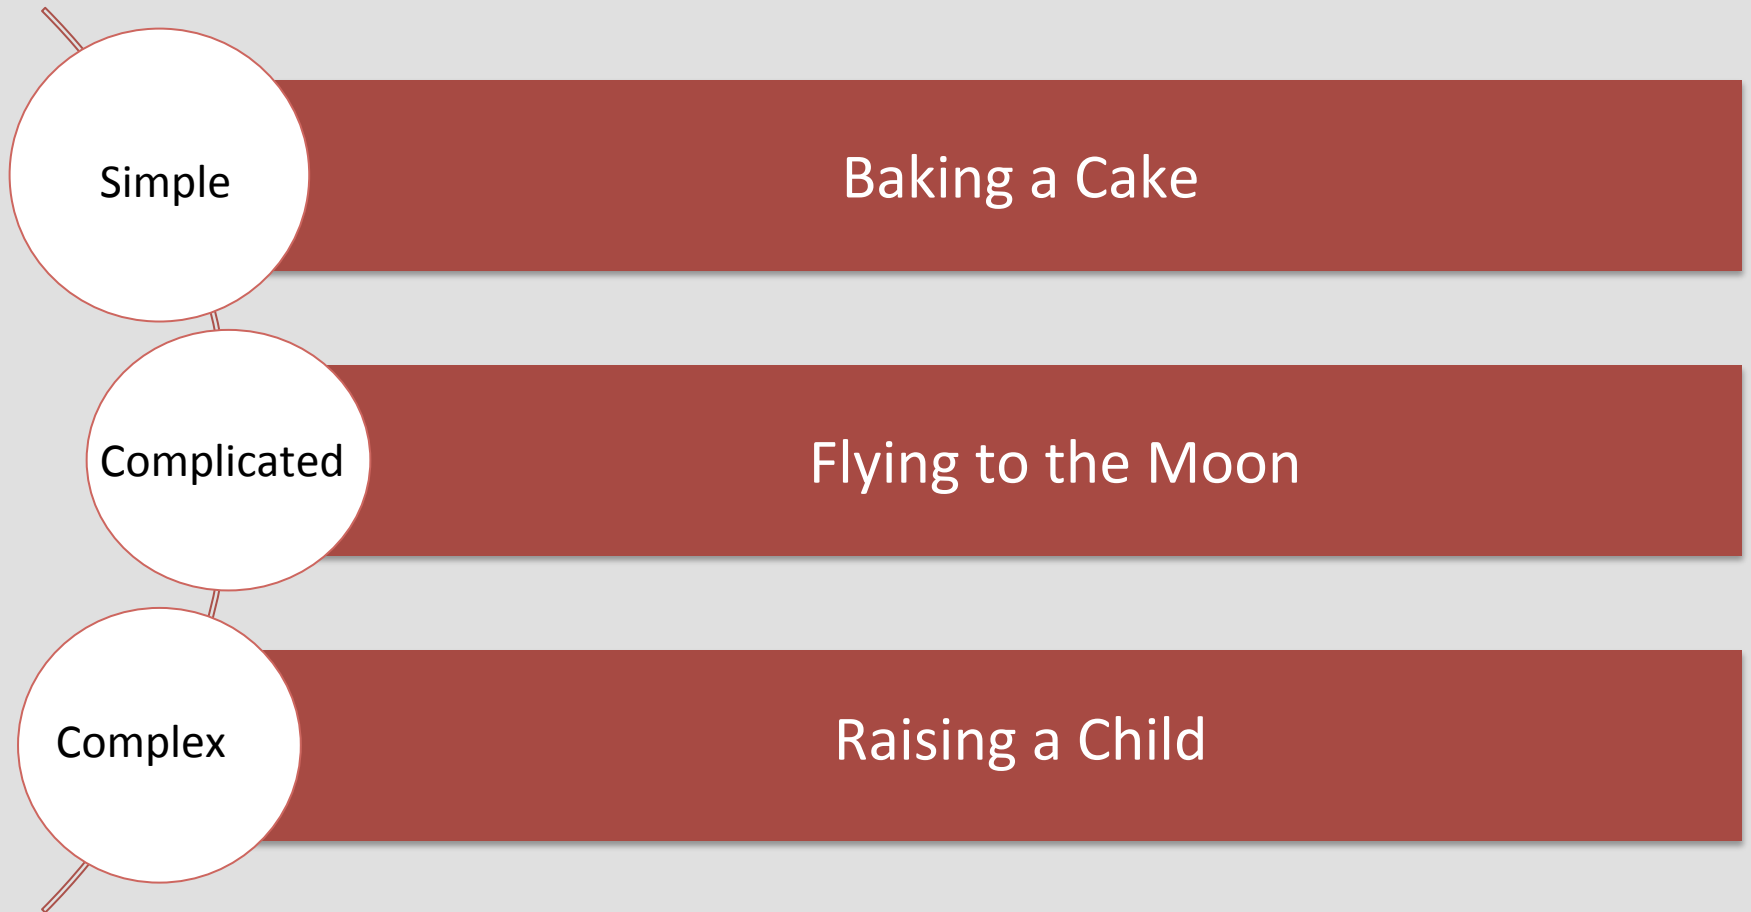 Simple
Baking a Cake
Complicated
Flying to the Moon
Complex
Raising a Child